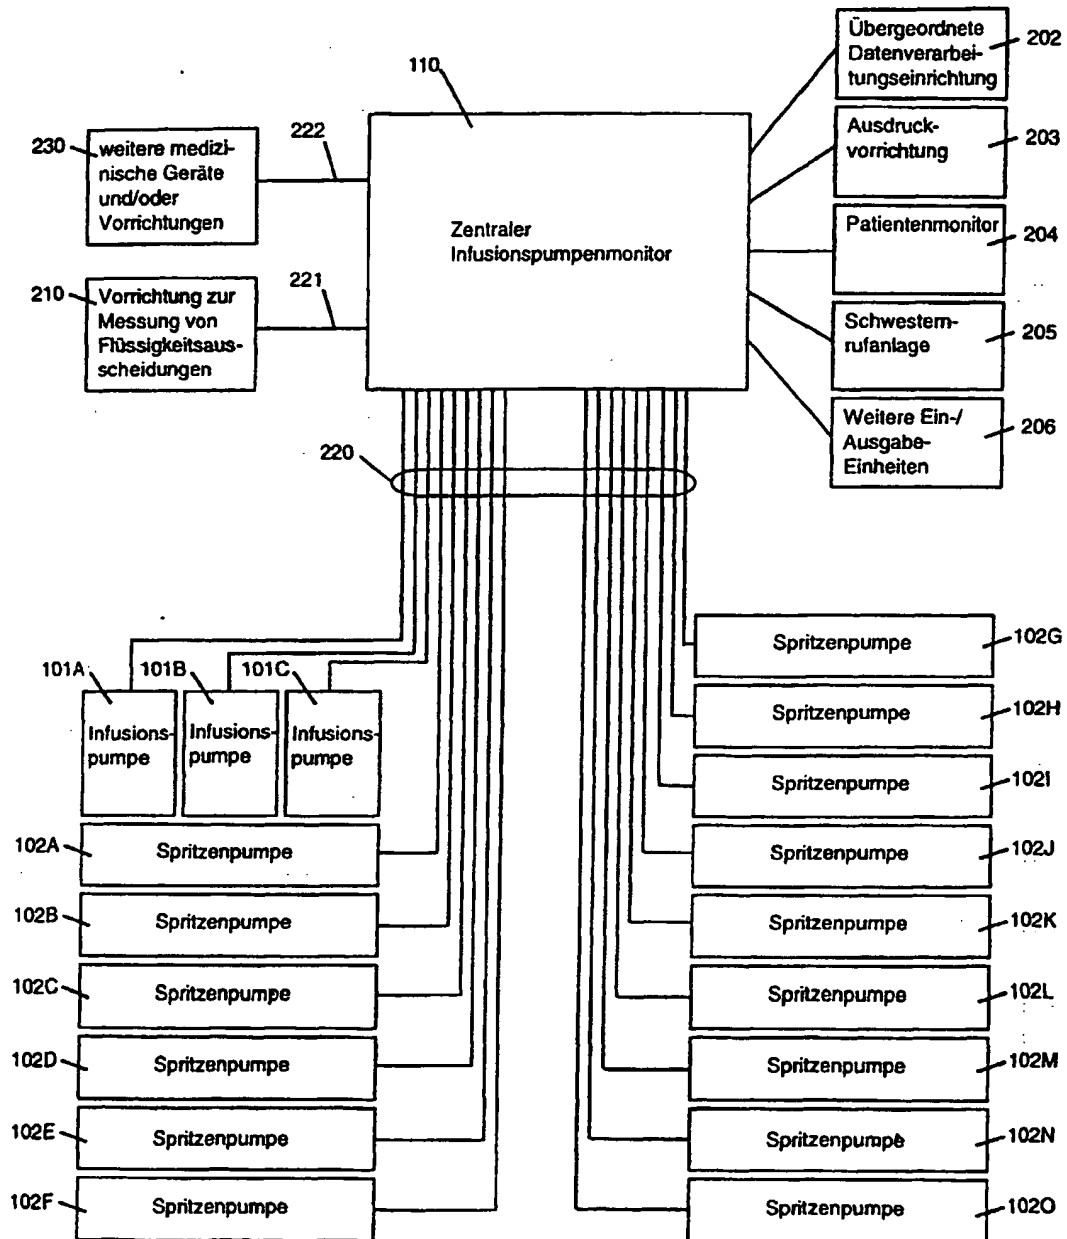 110
Übergeordnete
Datenverarbei-
tungseinrichtung
202
Ausdruck-
vorrichtung
203
Patientenmonitor
204
Schwestern-
rufanlage
205
Weitere Ein-/
Ausgabe-
Einheiten
206
230
weitere medizi-
nische Geräte
und/oder
Vorrichtungen
222
210
Vorrichtung zur
Messung von
Flüssigkeitsaus-
scheidungen
221
Zentraler
Infusionspumpenmonitor
220
101A
Infusions-
pumpe
101B
Infusions-
pumpe
101C
Infusions-
pumpe
102A
Spritzenpumpe
102B
Spritzenpumpe
102C
Spritzenpumpe
102D
Spritzenpumpe
102E
Spritzenpumpe
102F
Spritzenpumpe
Spritzenpumpe
102G
Spritzenpumpe
102H
Spritzenpumpe
102I
Spritzenpumpe
102J
Spritzenpumpe
102K
Spritzenpumpe
102L
Spritzenpumpe
102M
Spritzenpumpe
102N
Spritzenpumpe
102O